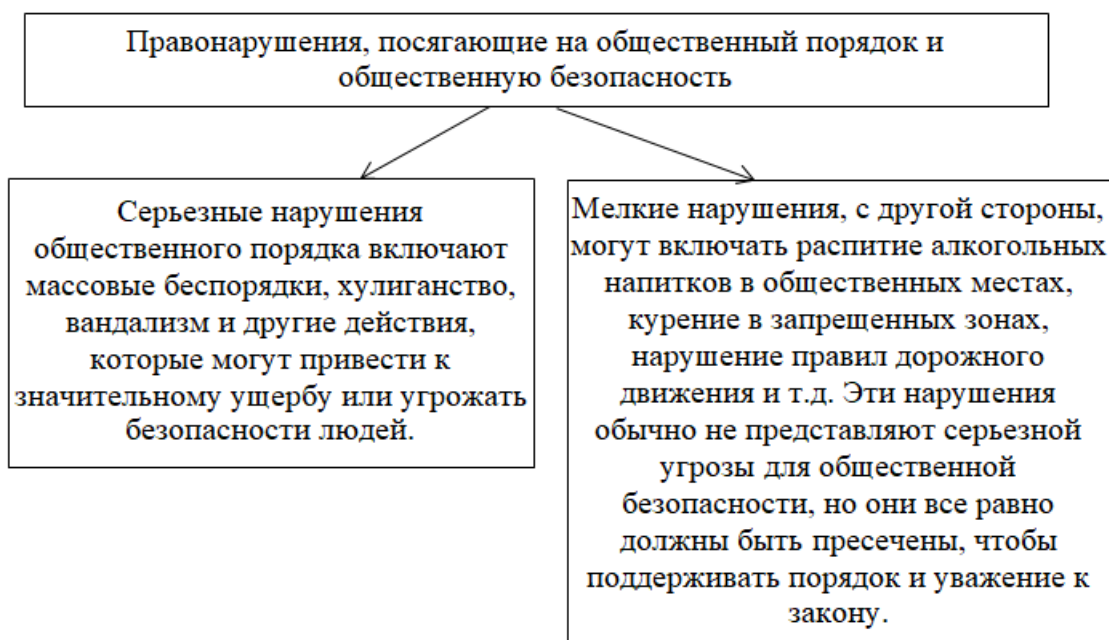 Правонарушения, посягающие на общественный порядок и
общественную безопасность
Серьезные нарушения
общественного порядка включают
массовые беспорядки, хулиганство,
вандализм и другие действия,
которые могут привести к
значительному ущербу или угрожать
безопасности людей.
Мелкие нарушения, с другой стороны,
могут включать распитие алкогольных
напитков в общественных местах,
курение в запрещенных зонах,
нарушение правил дорожного
движения и т.д. Эти нарушения
обычно не представляют серьезной
угрозы для общественной
безопасности, но они все равно
должны быть пресечены, чтобы
поддерживать порядок и уважение к
закону.